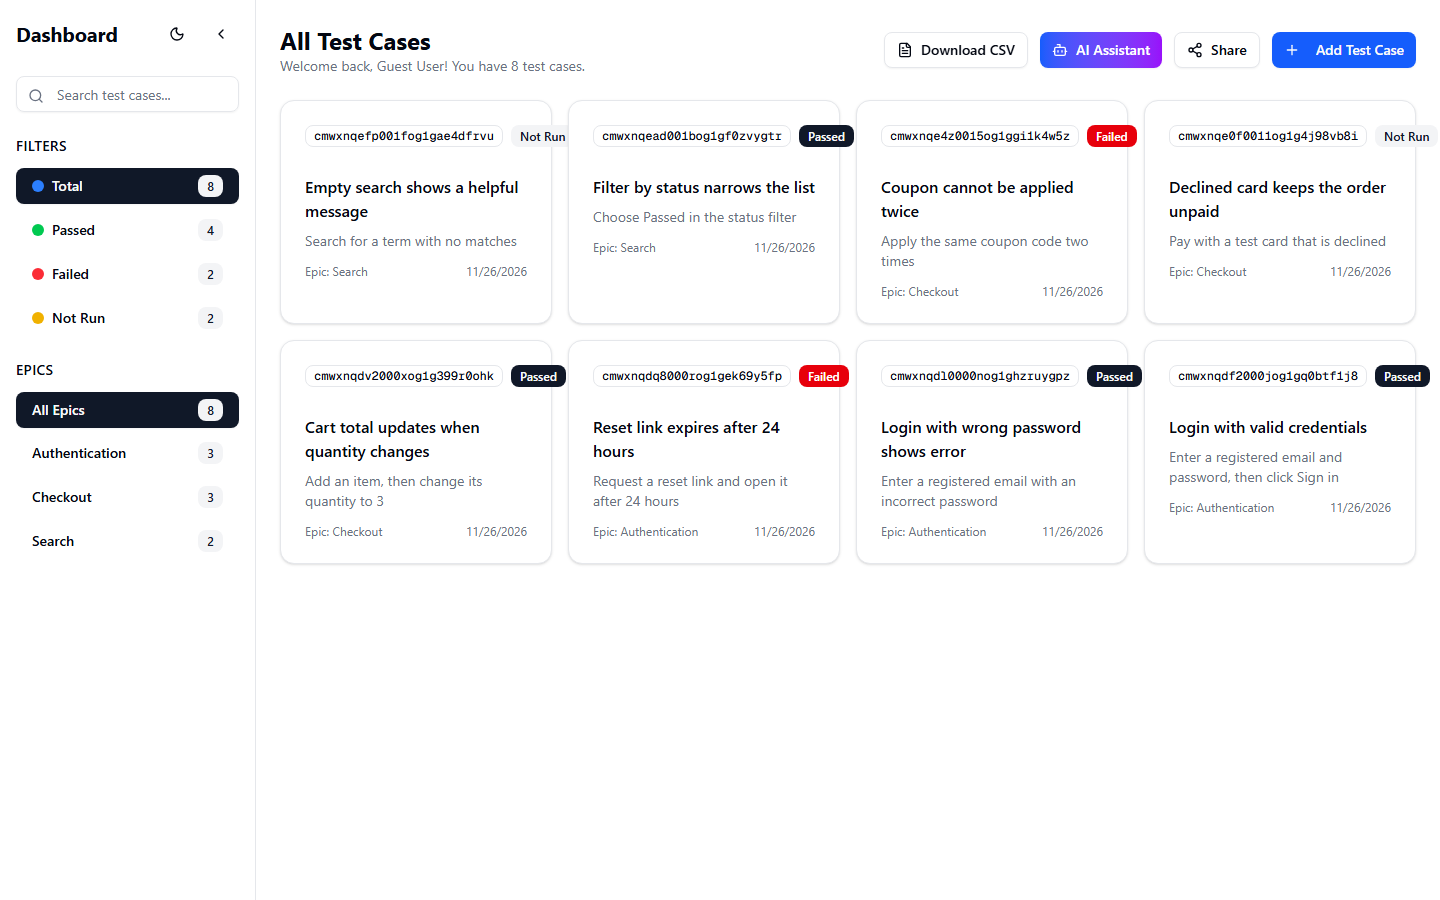 Dashboard
Search test cases...
FILTERS
Total 8
Passed 4
Failed 2
Not Run 2
EPICS
All Epics 8
Authentication 3
Checkout 3
Search 2
All Test Cases
Welcome back, Guest User! You have 8 test cases.
Download CSV
AI Assistant
Share
Add Test Case
cmwxnqefp001fog1gae4dfrvu Not Run
Empty search shows a helpful
message
Search for a term with no matches
Epic: Search 11/26/2026
cmwxnqead001bog1gf0zvygtr Passed
Filter by status narrows the list
Choose Passed in the status filter
Epic: Search 11/26/2026
cmwxnqe4z0015og1ggi1k4w5z Failed
Coupon cannot be applied
twice
Apply the same coupon code two
times
Epic: Checkout 11/26/2026
cmwxnqe0f0011og1g4j98vb8i Not Run
Declined card keeps the order
unpaid
Pay with a test card that is declined
Epic: Checkout 11/26/2026
cmwxnqdv2000xog1g399r0ohk Passed
Cart total updates when
quantity changes
Add an item, then change its
quantity to 3
Epic: Checkout 11/26/2026
cmwxnqdq8000rog1gek69y5fp Failed
Reset link expires after 24
hours
Request a reset link and open it
after 24 hours
Epic: Authentication 11/26/2026
cmwxnqdl0000nog1ghzruygpz Passed
Login with wrong password
shows error
Enter a registered email with an
incorrect password
Epic: Authentication 11/26/2026
cmwxnqdf2000jog1gq0btf1j8 Passed
Login with valid credentials
Enter a registered email and
password, then click Sign in
Epic: Authentication 11/26/2026